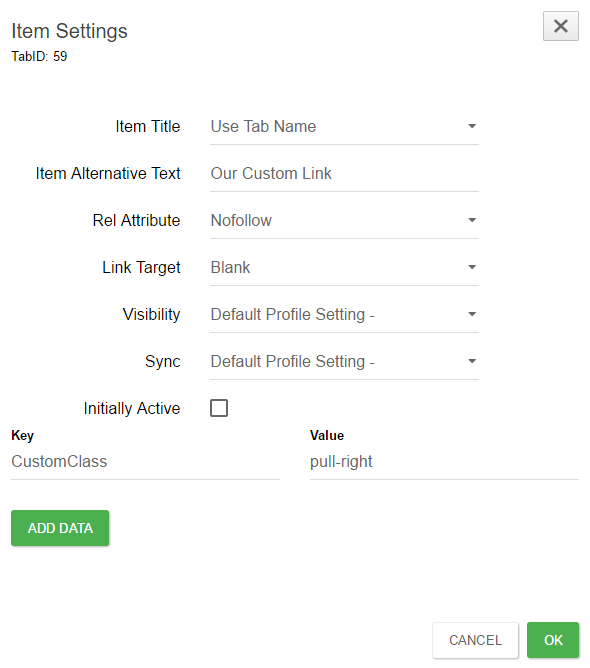 Item Settings
TabID: 59
Item Title Use Tab Name
Item Alternative Text Our Custom Link
Rel Attribute Nofollow
Link Target Blank
Visibility Default Profile Setting -
Sync Default Profile Setting -
Initially Active
Key Value
CustomClass pull-right
ADD DATA
CANCEL OK